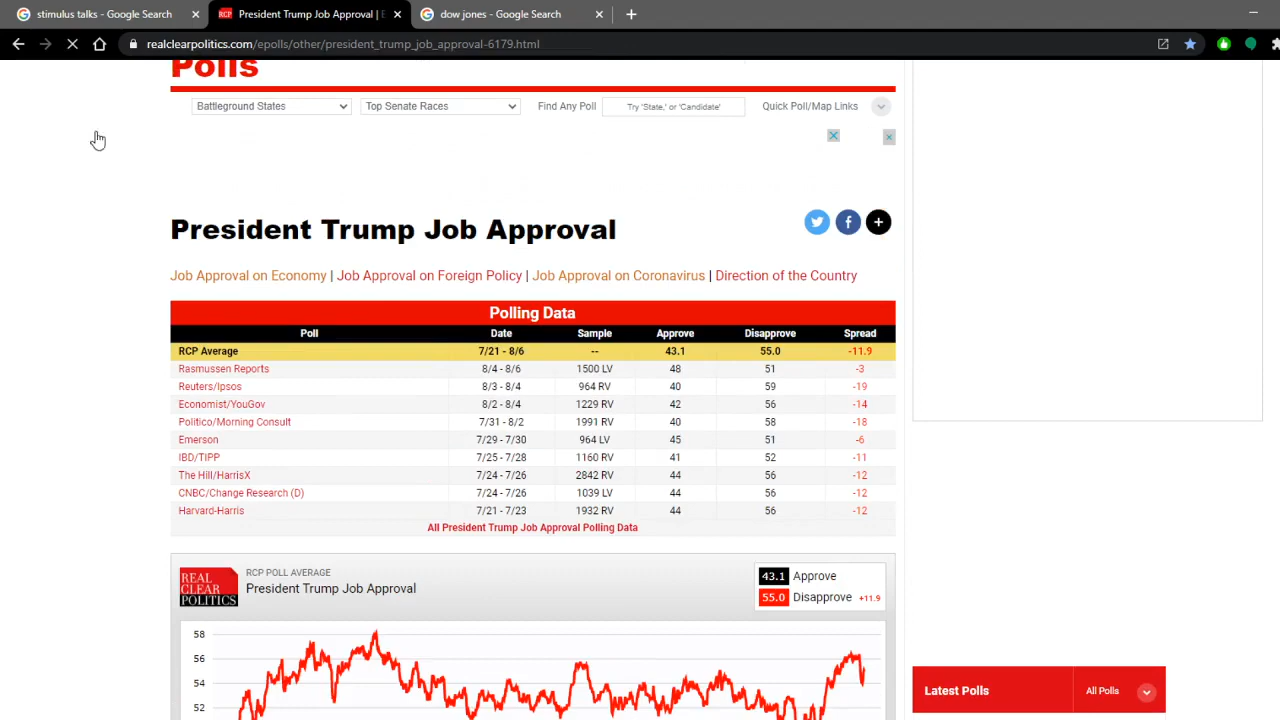 stimulus talks - Google Search
President Trump Job Approval | E
dow jones - Google Search
realclearpolitics.com/epolls/other/president_trump_job_approval-6179.html
Polls
Battleground States Top Senate Races Find Any Poll Try 'State,' or 'Candidate' Quick Poll/Map Links
President Trump Job Approval
Job Approval on Economy | Job Approval on Foreign Policy | Job Approval on Coronavirus | Direction of the Country
Polling Data
Poll Date Sample Approve Disapprove Spread
RCP Average 7/21 - 8/6 -- 43.1 55.0 -11.9
Rasmussen Reports 8/4 - 8/6 1500 LV 48 51 -3
Reuters/Ipsos 8/3 - 8/4 964 RV 40 59 -19
Economist/YouGov 8/2 - 8/4 1229 RV 42 56 -14
Politico/Morning Consult 7/31 - 8/2 1991 RV 40 58 -18
Emerson 7/29 - 7/30 964 LV 45 51 -6
IBD/TIPP 7/25 - 7/28 1160 RV 41 52 -11
The Hill/HarrisX 7/24 - 7/26 2842 RV 44 56 -12
CNBC/Change Research (D) 7/24 - 7/26 1039 LV 44 56 -12
Harvard-Harris 7/21 - 7/23 1932 RV 44 56 -12
All President Trump Job Approval Polling Data
REAL
CLEAR
POLITICS
RCP POLL AVERAGE
President Trump Job Approval
43.1 Approve
55.0 Disapprove +11.9
58
56
54
52
Latest Polls All Polls